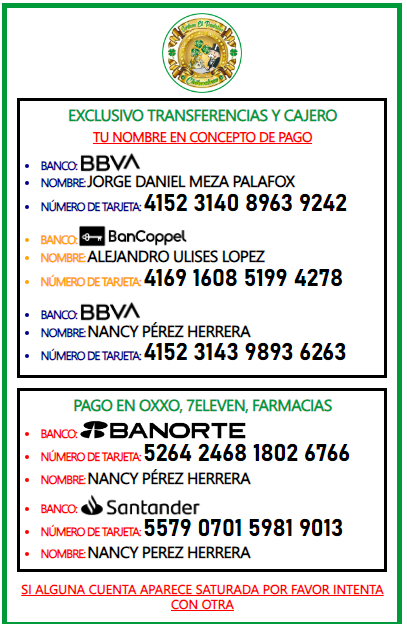 EXCLUSIVO TRANSFERENCIAS Y CAJERO
TU NOMBRE EN CONCEPTO DE PAGO
• BANCO: BBVA
• NOMBRE: JORGE DANIEL MEZA PALAFOX
• NÚMERO DE TARJETA: 4152 3140 8963 9242
• BANCO: BanCoppel
• NOMBRE: ALEJANDRO ULISES LOPEZ
• NÚMERO DE TARJETA: 4169 1608 5199 4278
• BANCO: BBVA
• NOMBRE: NANCY PÉREZ HERRERA
• NÚMERO DE TARJETA: 4152 3143 9893 6263
PAGO EN OXXO, 7ELEVEN, FARMACIAS
• BANCO: BANORTE
• NÚMERO DE TARJETA: 5264 2468 1802 6766
• NOMBRE: NANCY PÉREZ HERRERA
• BANCO: Santander
• NÚMERO DE TARJETA: 5579 0701 5981 9013
• NOMBRE: NANCY PEREZ HERRERA
SI ALGUNA CUENTA APARECE SATURADA POR FAVOR INTENTA
CON OTRA